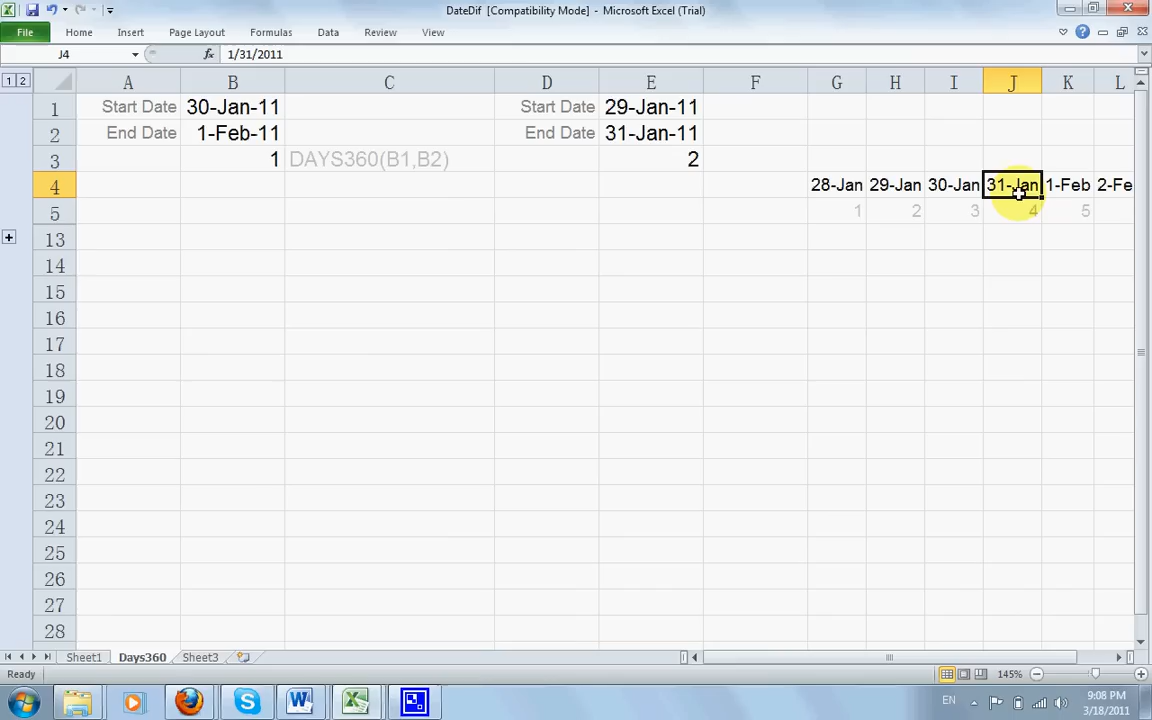 DateDif [Compatibility Mode] - Microsoft Excel (Trial)
File Home Insert Page Layout Formulas Data Review View
J4 fx 1/31/2011
1 2 A B C D E F G H I J K L
1 Start Date 30-Jan-11 Start Date 29-Jan-11
2 End Date 1-Feb-11 End Date 31-Jan-11
3 1 DAYS360(B1,B2) 2
4 28-Jan 29-Jan 30-Jan 31-Jan 1-Feb 2-Fe
5 1 2 3 4 5
13
14
15
16
17
18
19
20
21
22
23
24
25
26
27
28
Sheet1 Days360 Sheet3
Ready 145%
EN 9:08 PM
3/18/2011